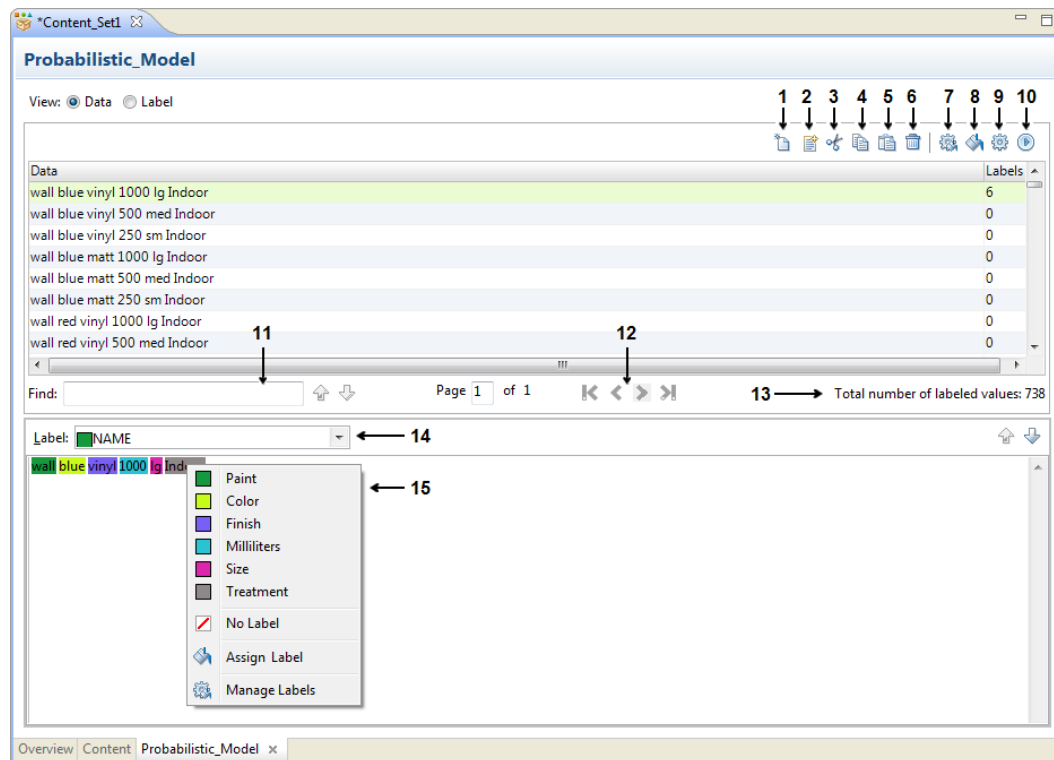 *Content_Set1
Probabilistic_Model
View: Data Label
1 2 3 4 5 6 7 8 9 10
Data Labels
wall blue vinyl 1000 lg Indoor 6
wall blue vinyl 500 med Indoor 0
wall blue vinyl 250 sm Indoor 0
wall blue matt 1000 lg Indoor 0
wall blue matt 500 med Indoor 0
wall blue matt 250 sm Indoor 0
wall red vinyl 1000 lg Indoor 0
wall red vinyl 500 med Indoor 0
11 12
Find: Page 1 of 1 13 Total number of labeled values: 738
Label: NAME 14
wall blue vinyl 1000 lg
Paint
15
Color
Finish
Milliliters
Size
Treatment
No Label
Assign Label
Manage Labels
Overview Content Probabilistic_Model